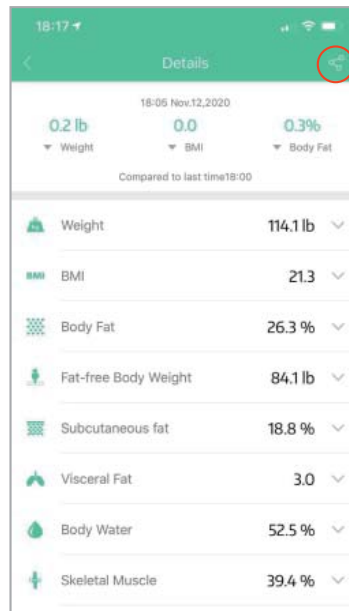 18:17
Details
18:05 Nov.12,2020
0.2 lb 0.0 0.3%
Weight BMI Body Fat
Compared to last time18:00
Weight 114.1 lb
BMI BMI 21.3
Body Fat 26.3 %
Fat-free Body Weight 84.1 lb
Subcutaneous fat 18.8 %
Visceral Fat 3.0
Body Water 52.5 %
Skeletal Muscle 39.4 %